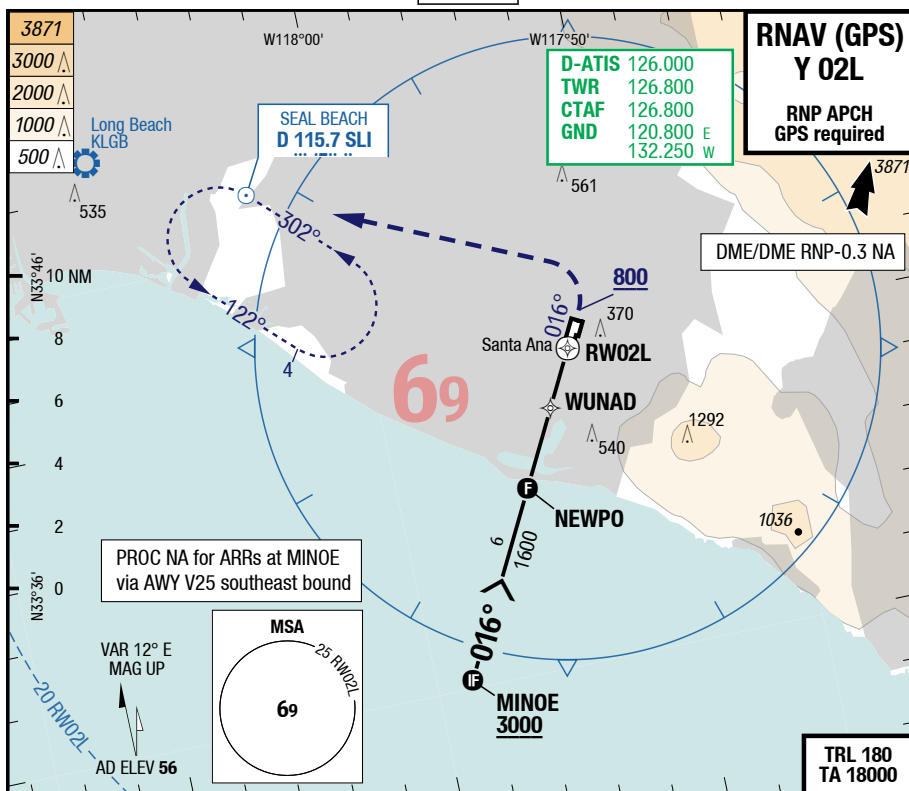 3871
3000
2000
1000
500
W118°00'
W117°50'
D-ATIS 126.000
TWR 126.800
CTAF 126.800
GND 120.800 E
132.250 W
RNAV (GPS)
Y 02L
RNP APCH
GPS required
3871
Long Beach
KLGB
SEAL BEACH
D 115.7 SLI
535
561
DME/DME RNP-0.3 NA
302°
122°
4
N33°46'
10 NM
8
6
4
2
0
N33°36'
800
016°
370
Santa Ana
RW02L
69
WUNAD
540
1292
F
NEWPO
1036
6
1600
PROC NA for ARRs at MINOE
via AWY V25 southeast bound
016°
IF
MINOE
3000
MSA
25 RW02L
69
VAR 12° E
MAG UP
20 RW02L
AD ELEV 56
TRL 180
TA 18000